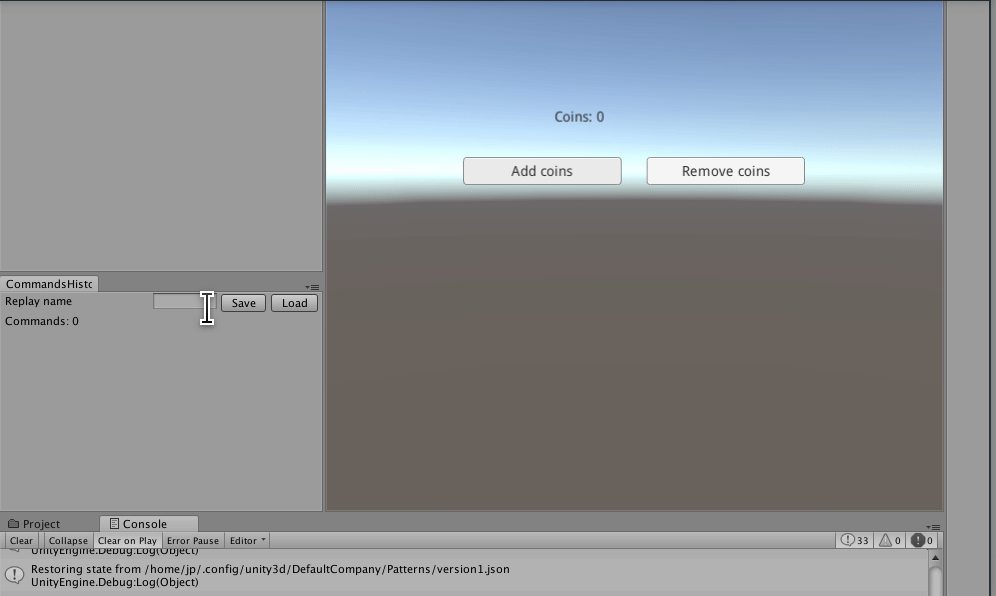 Coins: 0
Add coins
Remove coins
CommandsHisto
Replay name
Save
Load
Commands: 0
Project
Console
Clear
Collapse
Clear on Play
Error Pause
Editor
33
0
0
UnityEngine.Debug:Log(Object)
Restoring state from /home/jp/.config/unity3d/DefaultCompany/Patterns/version1.json
UnityEngine.Debug:Log(Object)